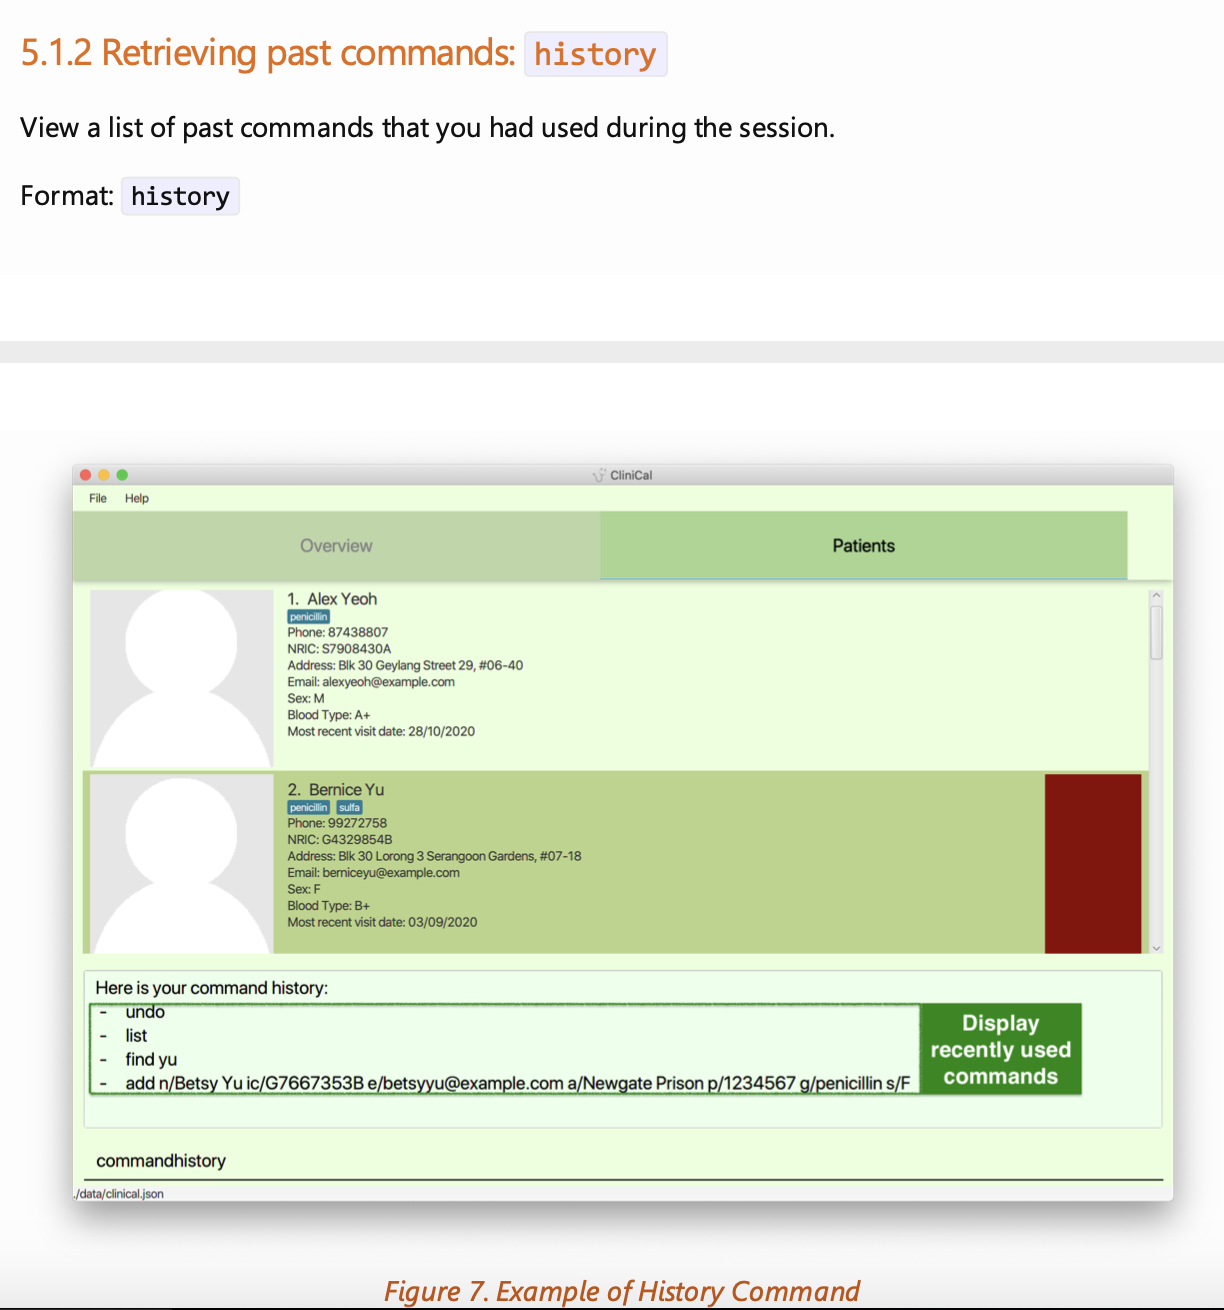 5.1.2 Retrieving past commands: history
View a list of past commands that you had used during the session.
Format: history
CliniCal
File Help
Overview Patients
1. Alex Yeoh
penicillin
Phone: 87438807
NRIC: S7908430A
Address: Blk 30 Geylang Street 29, #06-40
Email: alexyeoh@example.com
Sex: M
Blood Type: A+
Most recent visit date: 28/10/2020
2. Bernice Yu
penicillin sulfa
Phone: 99272758
NRIC: G4329854B
Address: Blk 30 Lorong 3 Serangoon Gardens, #07-18
Email: berniceyu@example.com
Sex: F
Blood Type: B+
Most recent visit date: 03/09/2020
Here is your command history:
- undo
- list
- find yu
- add n/Betsy Yu ic/G7667353B e/betsyyu@example.com a/Newgate Prison p/1234567 g/penicillin s/F
Display
recently used
commands
commandhistory
./data/clinical.json
Figure 7. Example of History Command